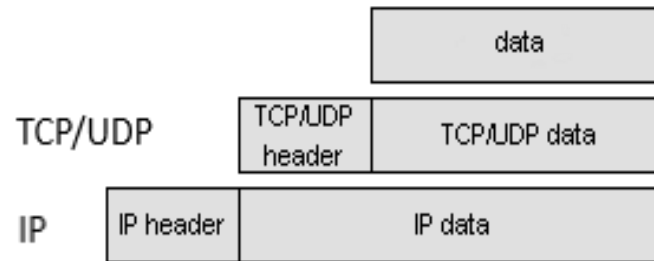 data
TCP/UDP
TCP/UDP header
TCP/UDP data
IP
IP header
IP data